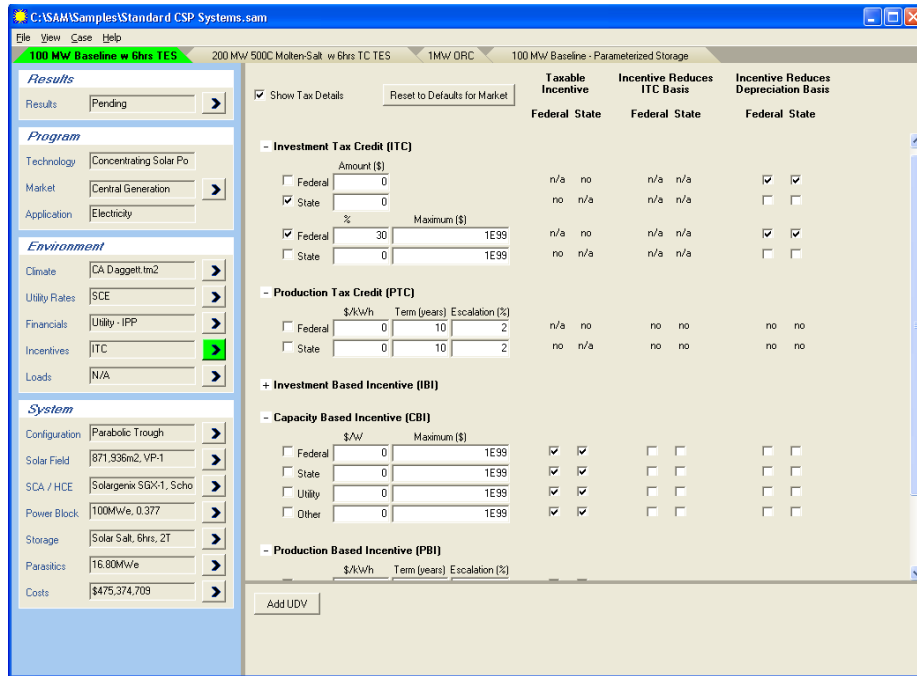 C:\SAM\Samples\Standard CSP Systems.sam
File View Case Help
100 MW Baseline w 6hrs TES 200 MW 500C Molten-Salt w 6hrs TC TES 1MW ORC 100 MW Baseline - Parameterized Storage
Results
Results Pending
Program
Technology Concentrating Solar Po
Market Central Generation
Application Electricity
Environment
Climate CA Daggett.tm2
Utility Rates SCE
Financials Utility - IPP
Incentives ITC
Loads N/A
System
Configuration Parabolic Trough
Solar Field 871,936m2, VP-1
SCA / HCE Solargenix SGX-1, Scho
Power Block 100MWe, 0.377
Storage Solar Salt, 6hrs, 2T
Parasitics 16.80MWe
Costs $475,374,709
Taxable Incentive Reduces Incentive Reduces
Incentive ITC Basis Depreciation Basis
Show Tax Details Reset to Defaults for Market
Federal State Federal State Federal State
- Investment Tax Credit (ITC)
Amount ($)
Federal 0 n/a no n/a n/a
State 0 no n/a n/a n/a
% Maximum ($)
Federal 30 1E99 n/a no n/a n/a
State 0 1E99 no n/a n/a n/a
- Production Tax Credit (PTC)
$/kWh Term (years) Escalation (%)
Federal 0 10 2 n/a no no no no no
State 0 10 2 no n/a no no no no
+ Investment Based Incentive (IBI)
- Capacity Based Incentive (CBI)
$/W Maximum ($)
Federal 0 1E99
State 0 1E99
Utility 0 1E99
Other 0 1E99
- Production Based Incentive (PBI)
$/kWh Term (years) Escalation (%)
Add UDV